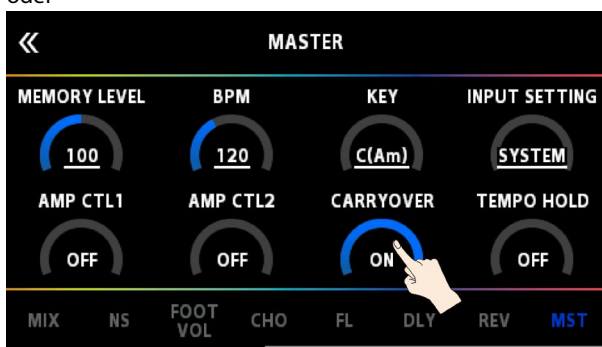 oder
MASTER
MEMORY LEVEL BPM KEY INPUT SETTING
100 120 C(Am) SYSTEM
AMP CTL1 AMP CTL2 CARRYOVER TEMPO HOLD
OFF OFF ON OFF
MIX NS FOOT VOL CHO FL DLY REV MST